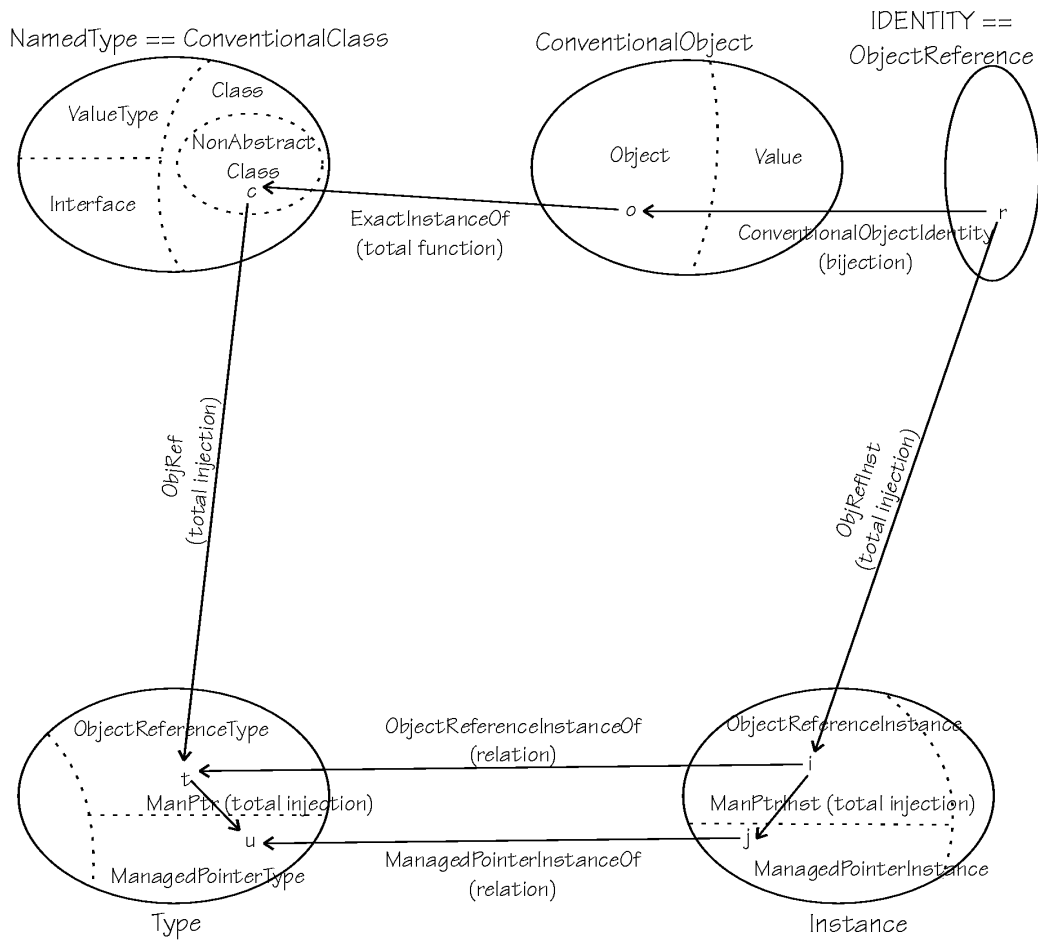 IDENTITY ==
ObjectReference
NamedType == ConventionalClass
ConventionalObject
Class
ValueType
NonAbstract
Class
c
Interface
Object
Value
o
r
ExactInstanceOf
(total function)
ConventionalObjectIdentity
(bijection)
ObjRef
(total injection)
ObjRefInst
(total injection)
ObjectReferenceType
t
ManPtr (total injection)
u
ManagedPointerType
Type
ObjectReferenceInstanceOf
(relation)
ManagedPointerInstanceOf
(relation)
ObjectReferenceInstance
i
ManPtrInst (total injection)
j
ManagedPointerInstance
Instance